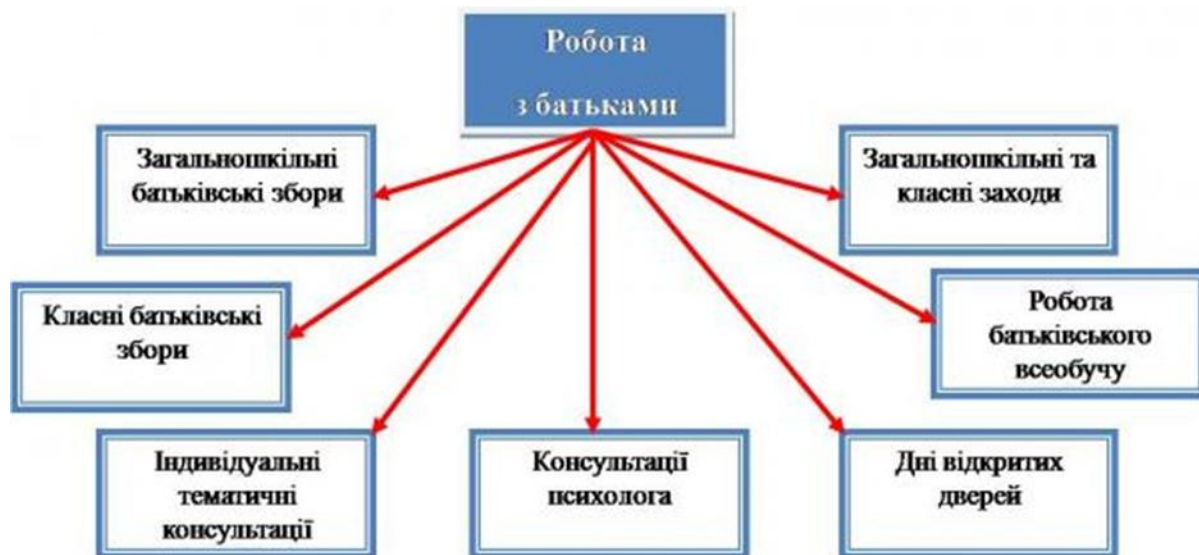 Робота
з батьками
Загальношкільні
батьківські збори
Загальношкільні та
класні заходи
Класні батьківські
збори
Робота
батьківського
всеобучу
Індивідуальні
тематичні
консультації
Консультації
психолога
Дні відкритих
дверей